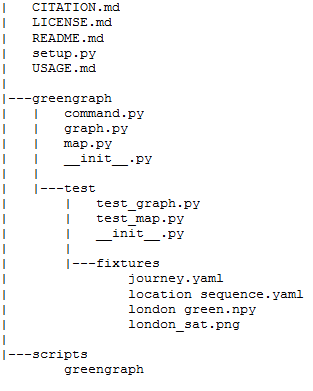 CITATION.md
LICENSE.md
README.md
setup.py
USAGE.md
|---greengraph
command.py
graph.py
map.py
__init__.py
|---test
test_graph.py
test_map.py
__init__.py
|---fixtures
journey.yaml
location sequence.yaml
london green.npy
london_sat.png
|---scripts
greengraph